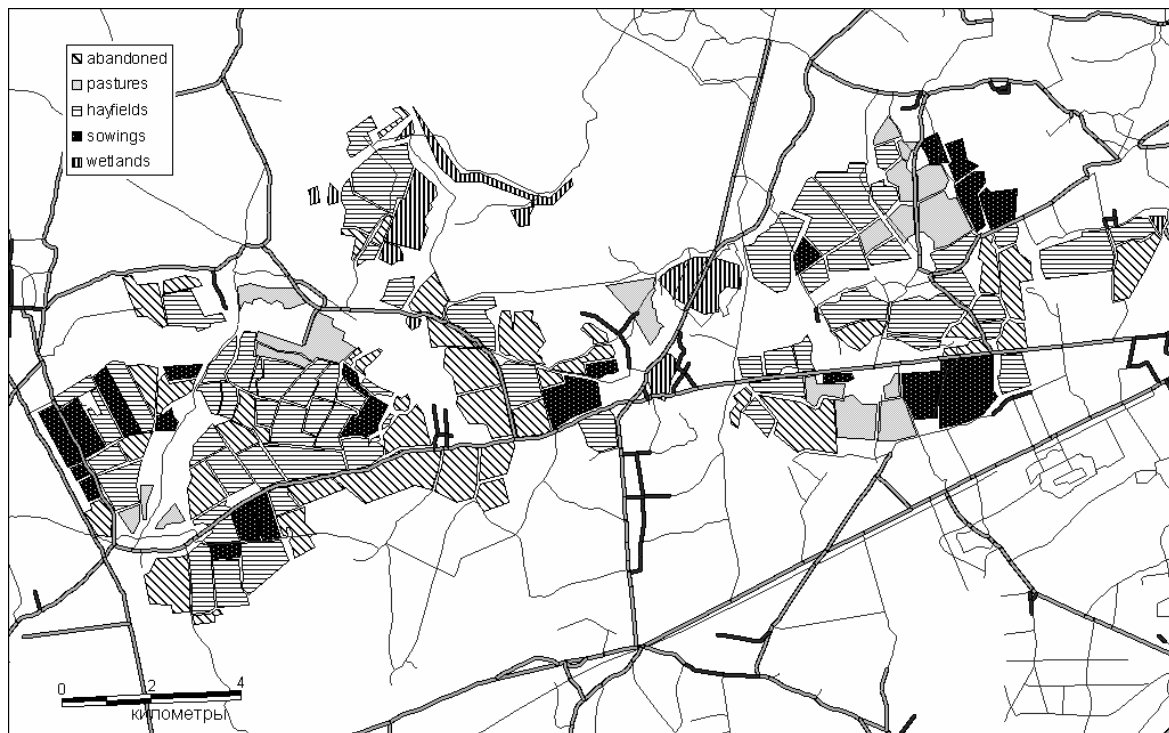 abandoned
pastures
hayfields
sowings
wetlands
0 2 4
километры